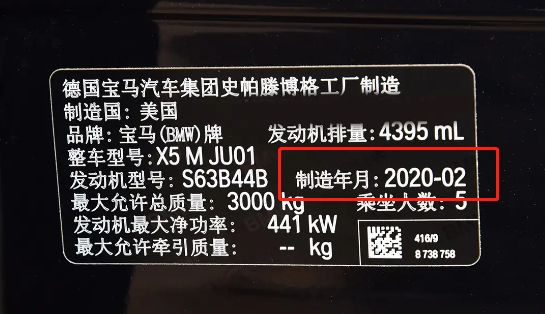 德国宝马汽车集团史帕滕博格工厂制造
制造国: 美国
品牌: 宝马(BMW)牌 发动机排量: 4395 mL
整车型号: X5 M JU01
发动机型号: S63B44B 制造年月: 2020-02
最大允许总质量: 3000 kg 乘坐人数: 5
发动机最大净功率: 441 kW
最大允许牵引质量: -- kg
416/9
8 738 758